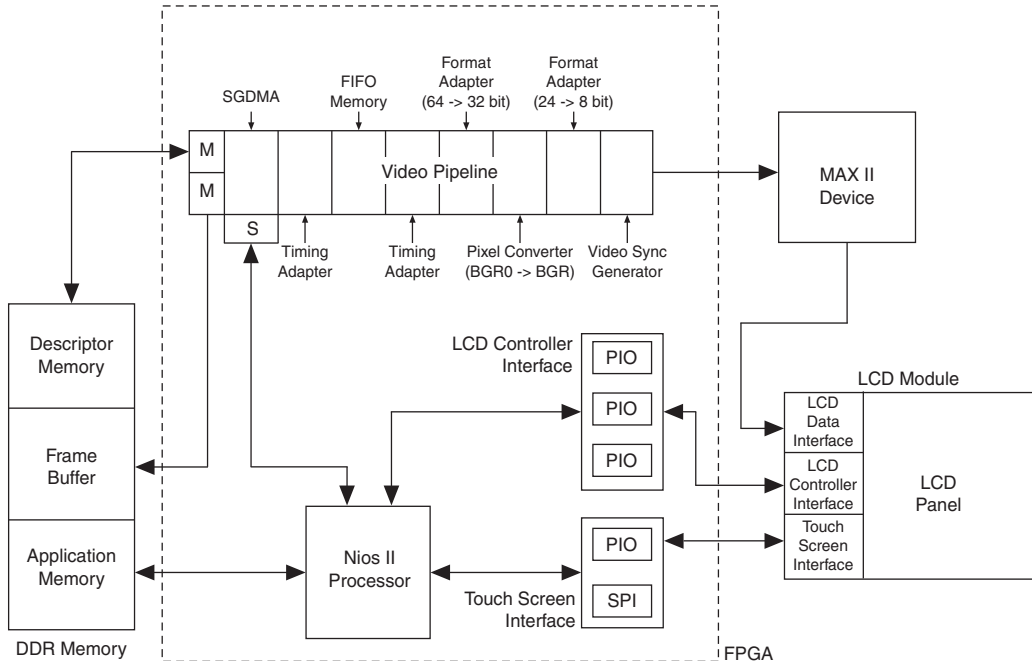 SGDMA
FIFO
Memory
Format
Adapter
(64 -> 32 bit)
Format
Adapter
(24 -> 8 bit)
M
M
S
Video Pipeline
Timing
Adapter
Timing
Adapter
Pixel Converter
(BGR0 -> BGR)
Video Sync
Generator
MAX II
Device
Descriptor
Memory
Frame
Buffer
Application
Memory
DDR Memory
LCD Controller
Interface
PIO
PIO
PIO
Nios II
Processor
Touch Screen
Interface
PIO
SPI
LCD Module
LCD
Data
Interface
LCD
Controller
Interface
Touch
Screen
Interface
LCD
Panel
FPGA